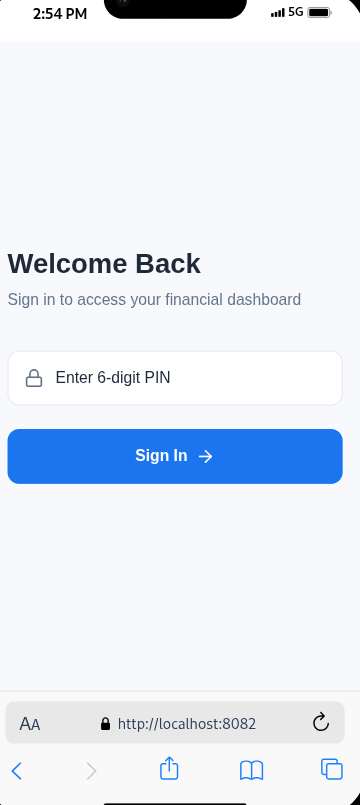 2:54 PM
5G
Welcome Back
Sign in to access your financial dashboard
Enter 6-digit PIN
Sign In
AA
http://localhost:8082